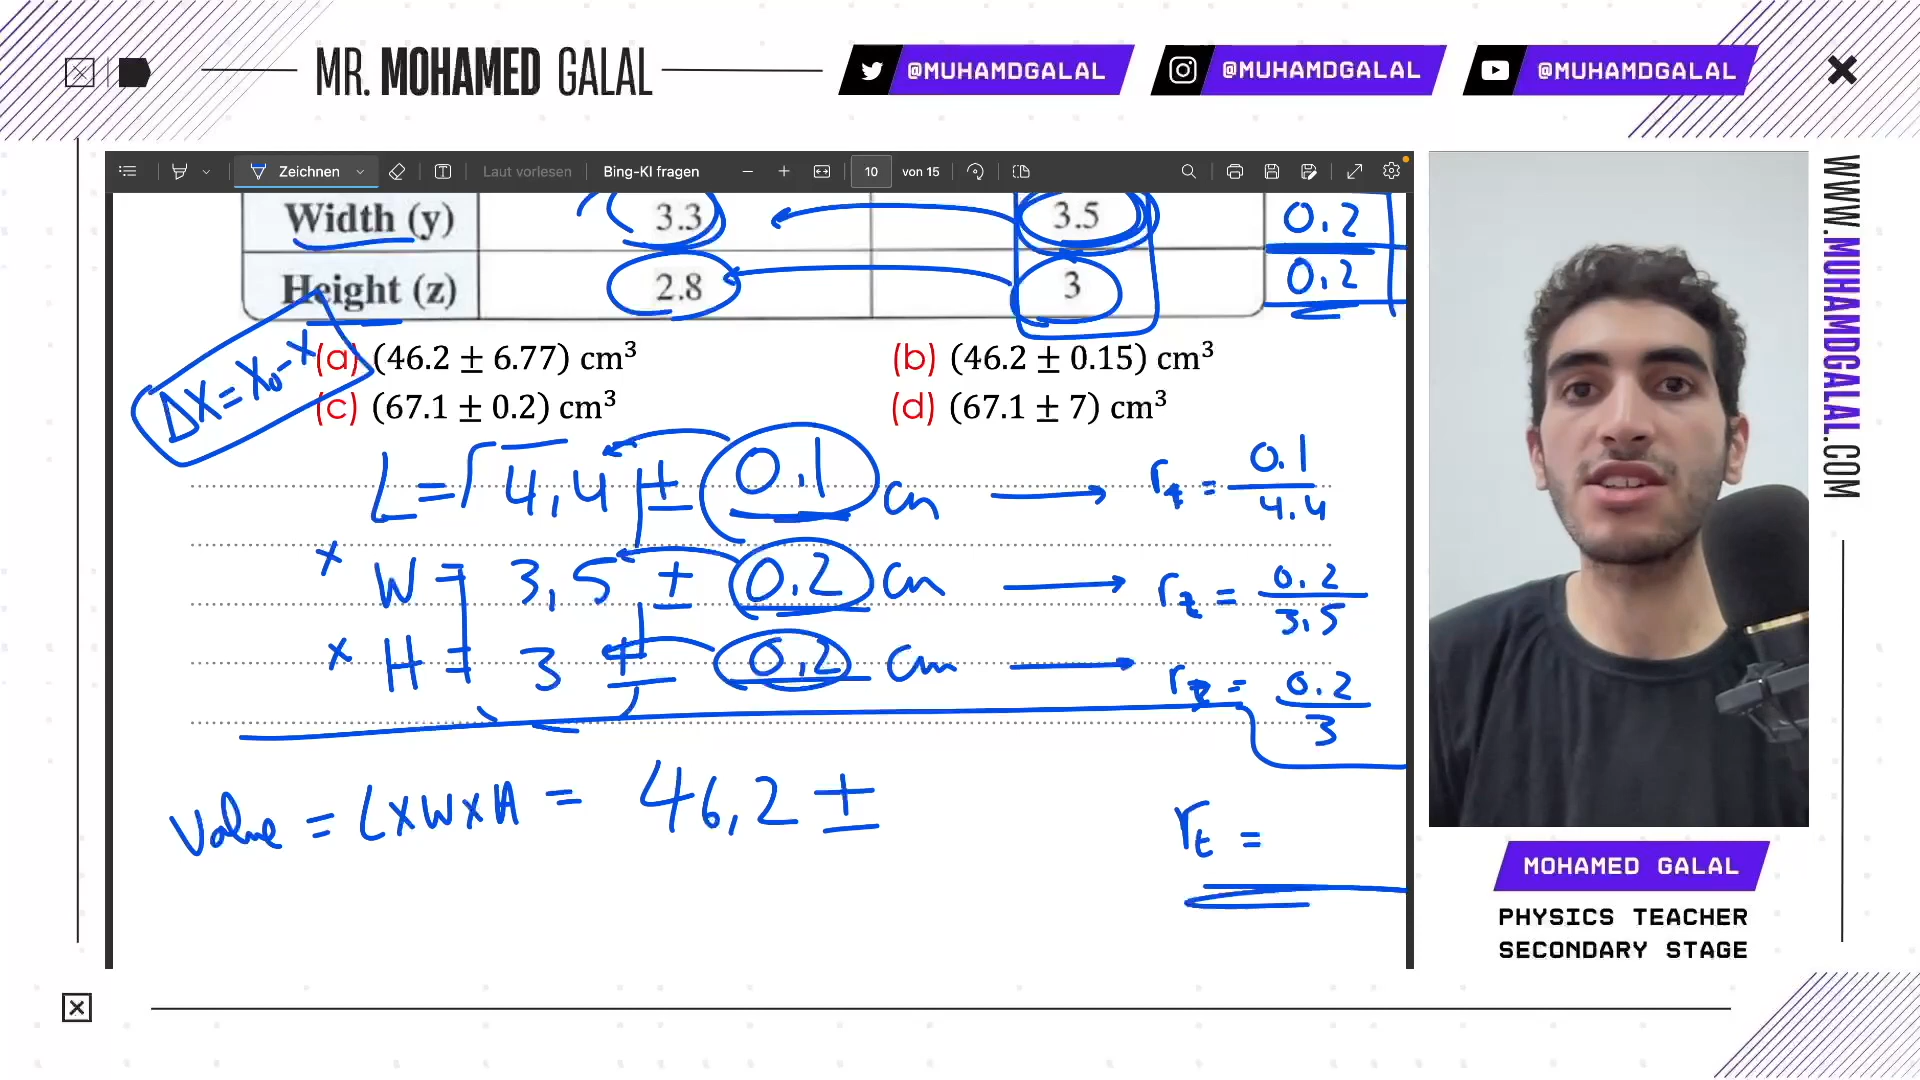 MR. MOHAMED GALAL
@MUHAMDGALAL
@MUHAMDGALAL
@MUHAMDGALAL
Zeichnen
Laut vorlesen
Bing-KI fragen
10 von 15
Width (y) 3.3 3.5 0.2
Height (z) 2.8 3 0.2
ΔX = X₀ - X
(a) (46.2 ± 6.77) cm³ (b) (46.2 ± 0.15) cm³
(c) (67.1 ± 0.2) cm³ (d) (67.1 ± 7) cm³
L = 4,4 ± 0,1 cm → 0.1/4.4
x W = 3,5 ± 0,2 cm → = 0.2/3.5
x H = 3 ± 0,2 cm → = 0.2/3
= L x W x H = 46,2 ±
rt =
WWW.MUHAMDGALAL.COM
MOHAMED GALAL
PHYSICS TEACHER
SECONDARY STAGE